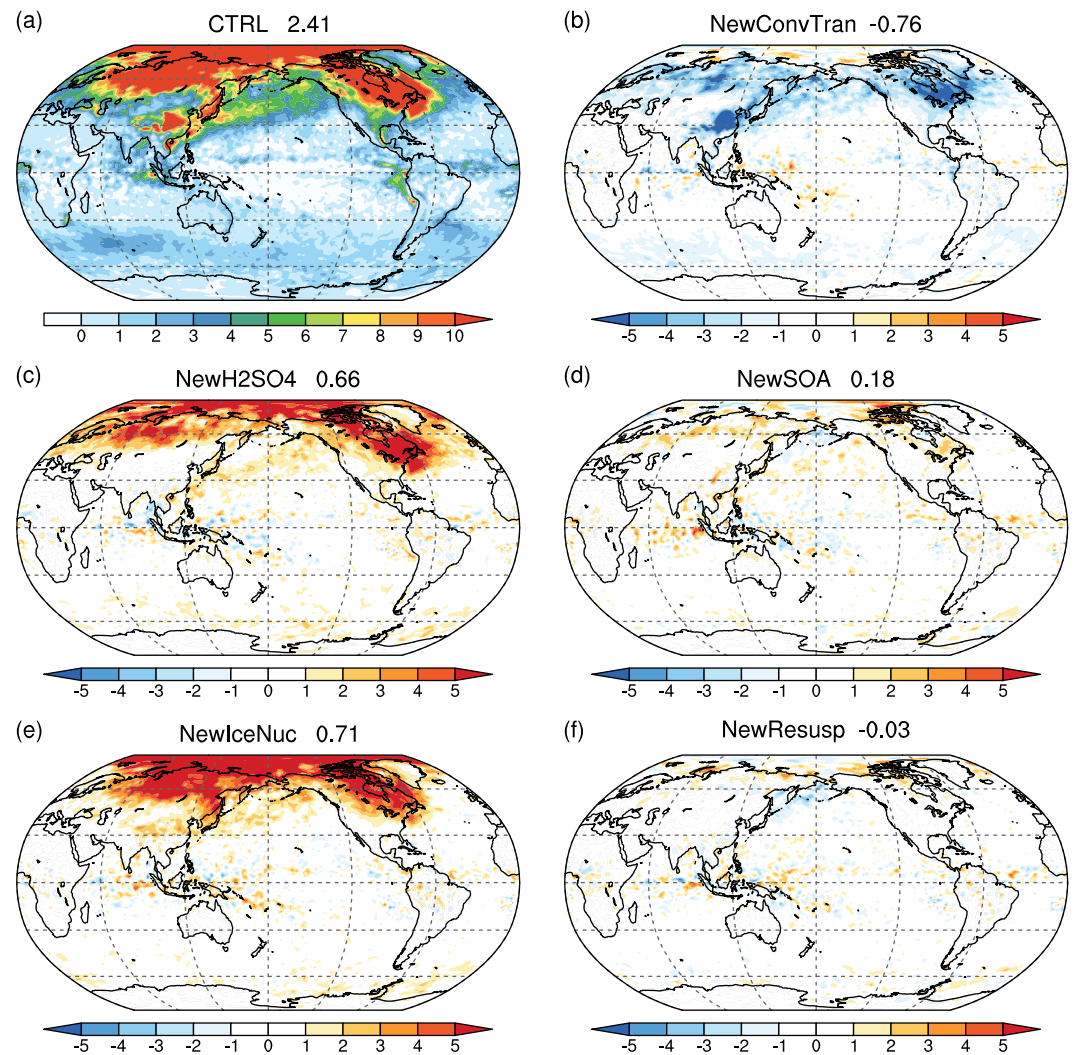 (a) CTRL 2.41
(b) NewConvTran -0.76
0 1 2 3 4 5 6 7 8 9 10
-5 -4 -3 -2 -1 0 1 2 3 4 5
(c) NewH2SO4 0.66
(d) NewSOA 0.18
-5 -4 -3 -2 -1 0 1 2 3 4 5
-5 -4 -3 -2 -1 0 1 2 3 4 5
(e) NewIceNuc 0.71
(f) NewResusp -0.03
-5 -4 -3 -2 -1 0 1 2 3 4 5
-5 -4 -3 -2 -1 0 1 2 3 4 5